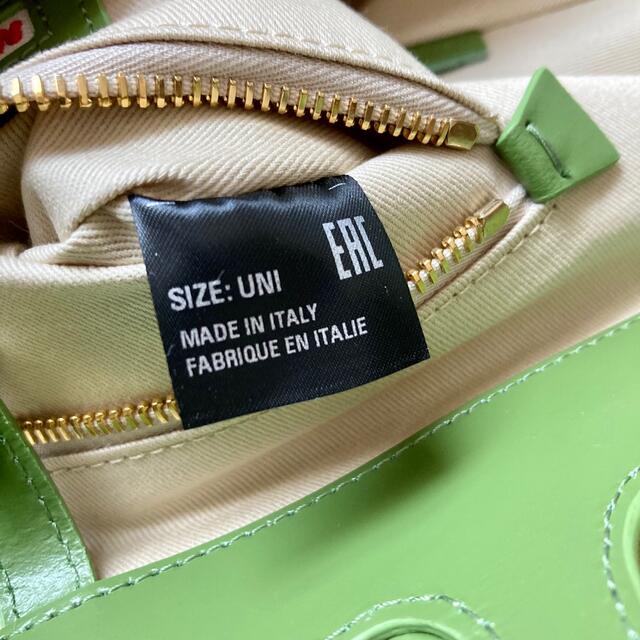 EAC
SIZE: UNI
MADE IN ITALY
FABRIQUE EN ITALIE